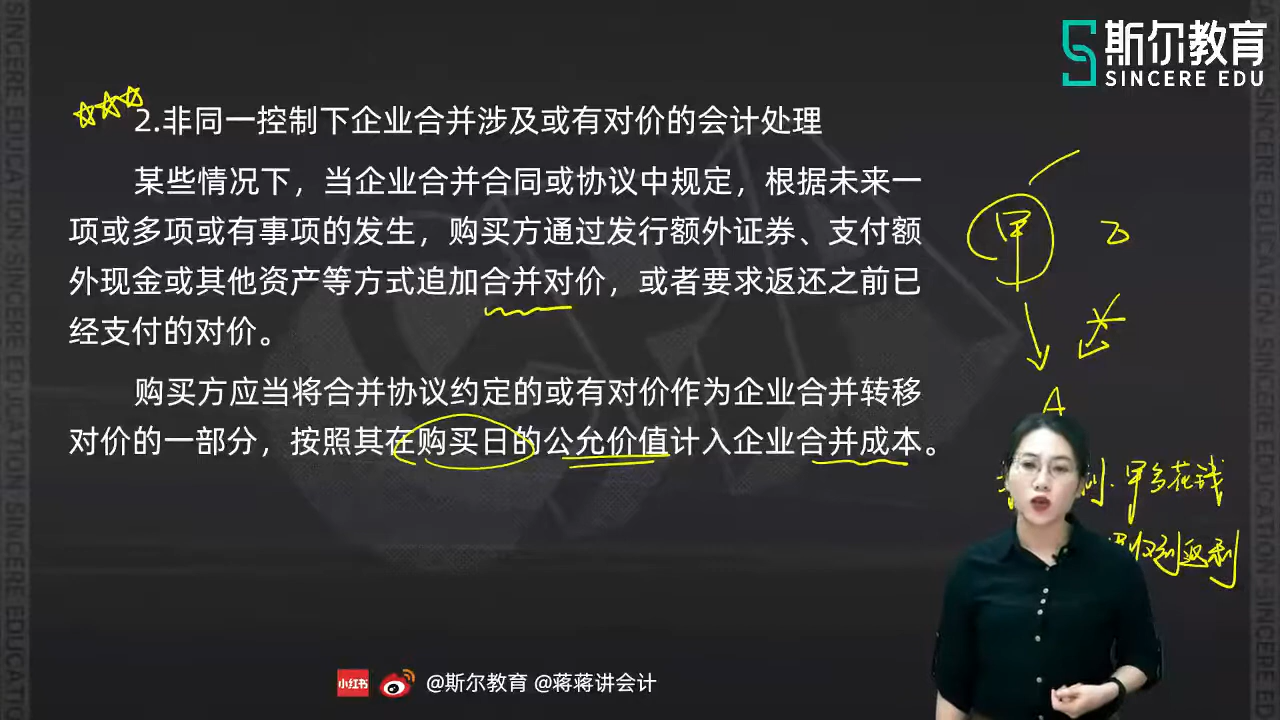 斯尔教育
SINCERE EDU
2.非同一控制下企业合并涉及或有对价的会计处理
某些情况下，当企业合并合同或协议中规定，根据未来一
项或多项或有事项的发生，购买方通过发行额外证券、支付额
外现金或其他资产等方式追加合并对价，或者要求返还之前已
经支付的对价。
购买方应当将合并协议约定的或有对价作为企业合并转移
对价的一部分，按照其在购买日的公允价值计入企业合并成本。
甲
A
甲多花钱
收到返利
@斯尔教育 @蒋蒋讲会计
小红书
SINCERE EDUCATION